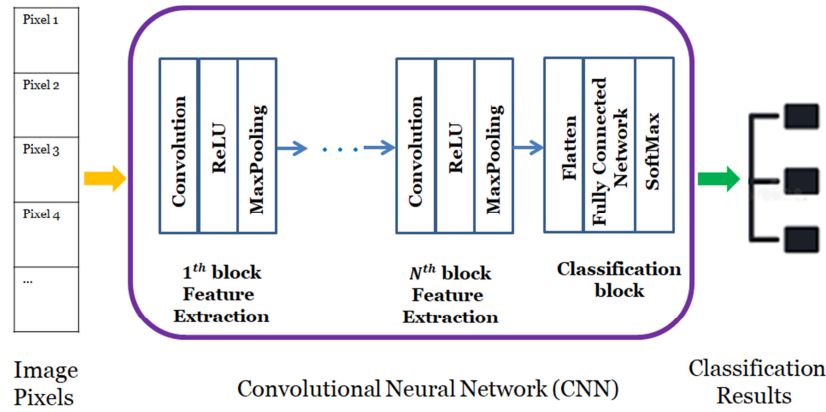 Pixel 1
Pixel 2
Pixel 3
Pixel 4
...
Image
Pixels
Convolution
ReLU
MaxPooling
1th block
Feature
Extraction
. . .
Convolution
ReLU
MaxPooling
Nth block
Feature
Extraction
Flatten
Fully Connected
Network
SoftMax
Classification
block
Convolutional Neural Network (CNN)
Classification
Results